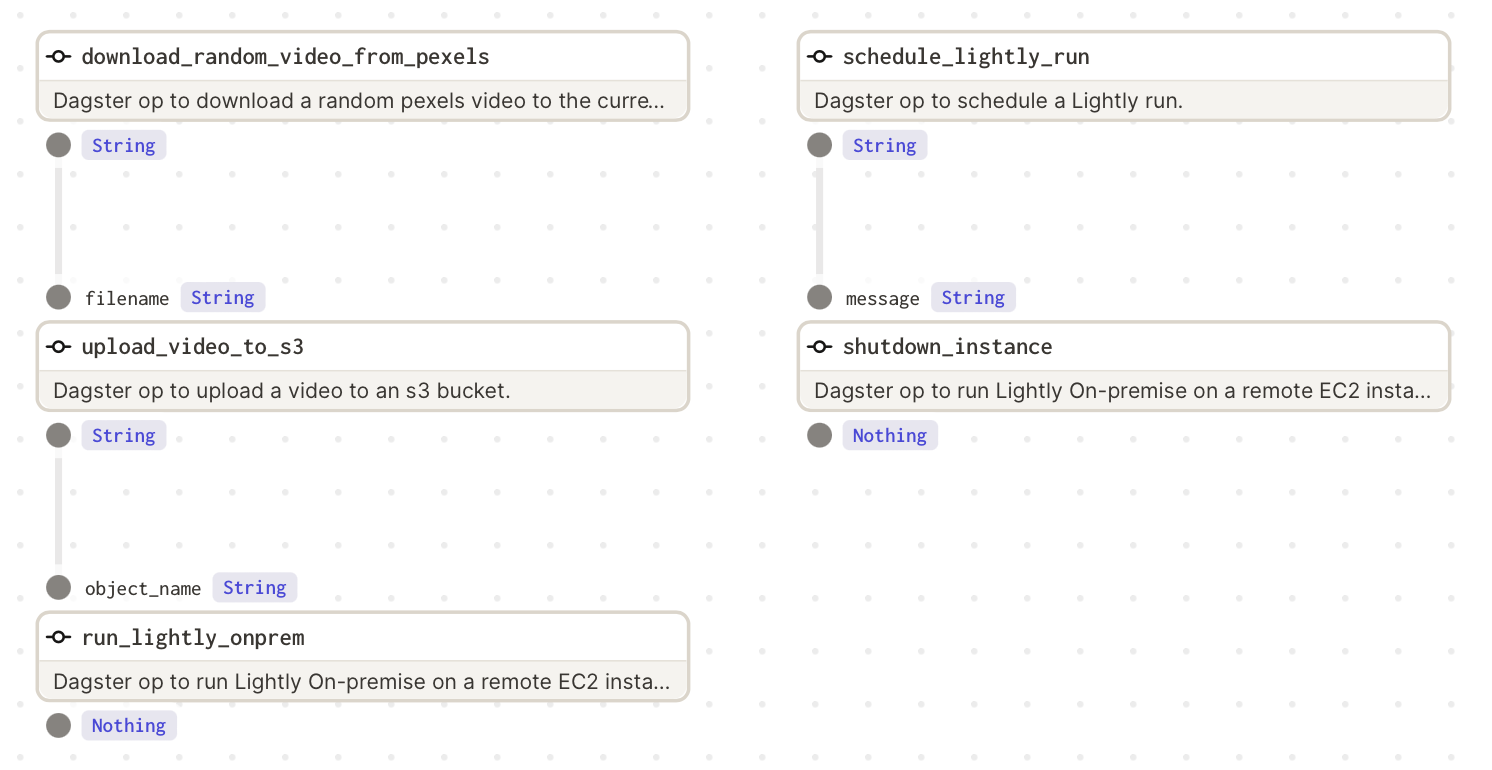 download_random_video_from_pexels
Dagster op to download a random pexels video to the curre...
String
filename String
upload_video_to_s3
Dagster op to upload a video to an s3 bucket.
String
object_name String
run_lightly_onprem
Dagster op to run Lightly On-premise on a remote EC2 insta...
Nothing
schedule_lightly_run
Dagster op to schedule a Lightly run.
String
message String
shutdown_instance
Dagster op to run Lightly On-premise on a remote EC2 insta...
Nothing